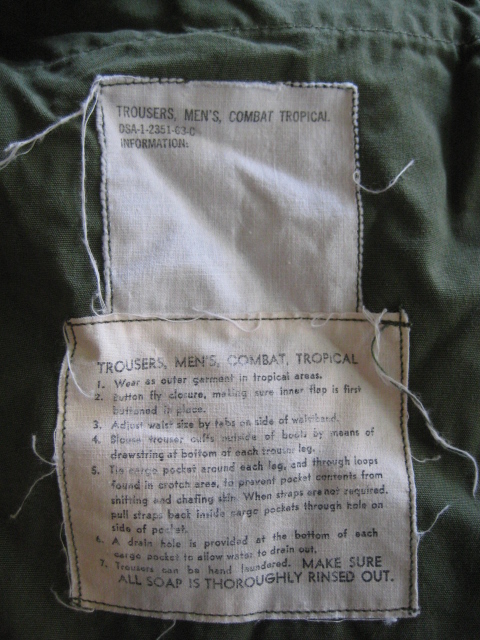 TROUSERS, MEN'S, COMBAT TROPICAL
DSA-1-2351-63-C
INFORMATION:
TROUSERS, MEN'S, COMBAT, TROPICAL
1. Wear as outer garment in tropical areas.
2. Button fly closure, making sure inner flap is first
buttoned in place.
3. Adjust waist size by tabs on side of waistband.
4. Blouse trouser cuffs outside of boots by means of
drawstring at bottom of each trouser leg.
5. Tie cargo pocket around each leg, and through loops
found in crotch area, to prevent pocket contents from
shifting and chafing skin. When straps are not required,
pull straps back inside cargo pockets through hole on
side of pocket.
6. A drain hole is provided at the bottom of each
cargo pocket to allow water to drain out.
7. Trousers can be hand laundered. MAKE SURE
ALL SOAP IS THOROUGHLY RINSED OUT.